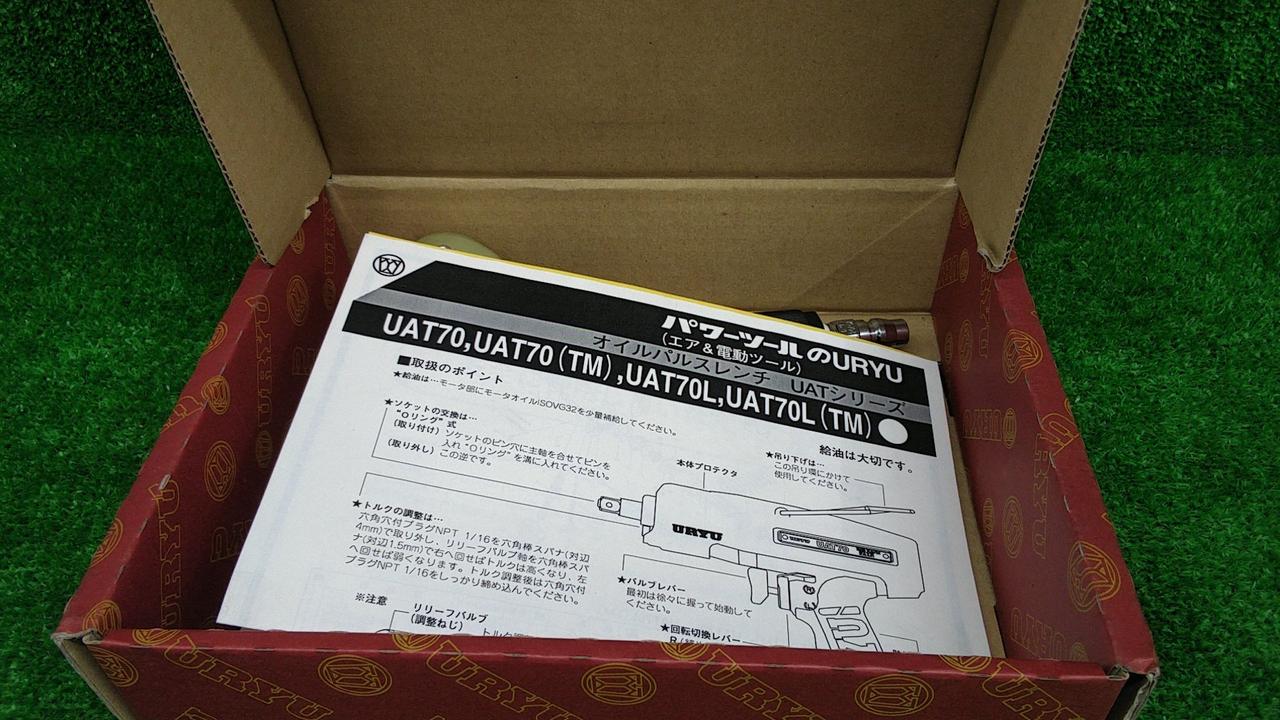 パワーツールのURYU
(エア&電動ツール)
オイルパルスレンチ UATシリーズ
UAT70,UAT70(TM),UAT70L,UAT70L(TM)
■取扱のポイント
★給油は…モータ部にモータオイルISOVG32を少量補給してください。
給油は大切です。
★ソケットの交換は…
"Oリング"式
(取り付け) ソケットのピン穴に主軸を合せてピンを
入れ"Oリング"を溝に入れてください。
(取り外し) この逆です。
本体プロテクタ
★吊り下げは…
この吊り環にかけて
使用してください。
★トルクの調整は…
穴角穴付プラグNPT 1/16を六角棒スパナ(対辺
4mm)で取り外し、リリーフバルブ軸を六角棒スパ
ナ(対辺1.5mm)で右へ回せばトルクは高くなり、左
へ回せば弱くなります。トルク調整後は六角穴付
プラグNPT 1/16をしっかり締め込んでください。
URYU
UAT70
★バルブレバー
最初は徐々に握って始動して
ください。
※注意
リリーフバルブ
(調整ねじ)
★回転切換レバー
URYU
URYU
URYU
URYU
URYU